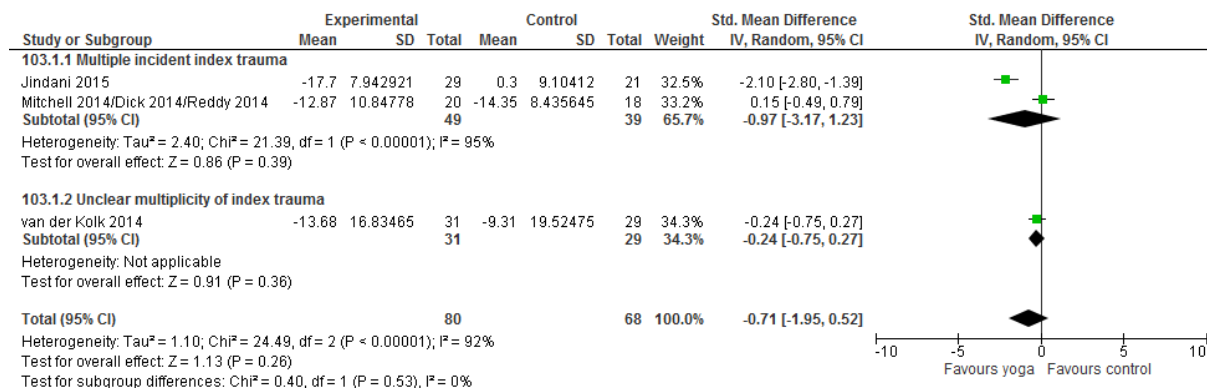 Experimental Control Std. Mean Difference Std. Mean Difference
Study or Subgroup Mean SD Total Mean SD Total Weight IV, Random, 95% CI IV, Random, 95% CI
103.1.1 Multiple incident index trauma
Jindani 2015 -17.7 7.942921 29 0.3 9.10412 21 32.5% -2.10 [-2.80, -1.39]
Mitchell 2014/Dick 2014/Reddy 2014 -12.87 10.84778 20 -14.35 8.435645 18 33.2% 0.15 [-0.49, 0.79]
Subtotal (95% CI) 49 39 65.7% -0.97 [-3.17, 1.23]
Heterogeneity: Tau² = 2.40; Chi² = 21.39, df = 1 (P < 0.00001); I² = 95%
Test for overall effect: Z = 0.86 (P = 0.39)
103.1.2 Unclear multiplicity of index trauma
van der Kolk 2014 -13.68 16.83465 31 -9.31 19.52475 29 34.3% -0.24 [-0.75, 0.27]
Subtotal (95% CI) 31 29 34.3% -0.24 [-0.75, 0.27]
Heterogeneity: Not applicable
Test for overall effect: Z = 0.91 (P = 0.36)
Total (95% CI) 80 68 100.0% -0.71 [-1.95, 0.52]
Heterogeneity: Tau² = 1.10; Chi² = 24.49, df = 2 (P < 0.00001); I² = 92%
Test for overall effect: Z = 1.13 (P = 0.26)
Test for subgroup differences: Chi² = 0.40, df = 1 (P = 0.53), I² = 0%
-10 -5 0 5 10
Favours yoga Favours control